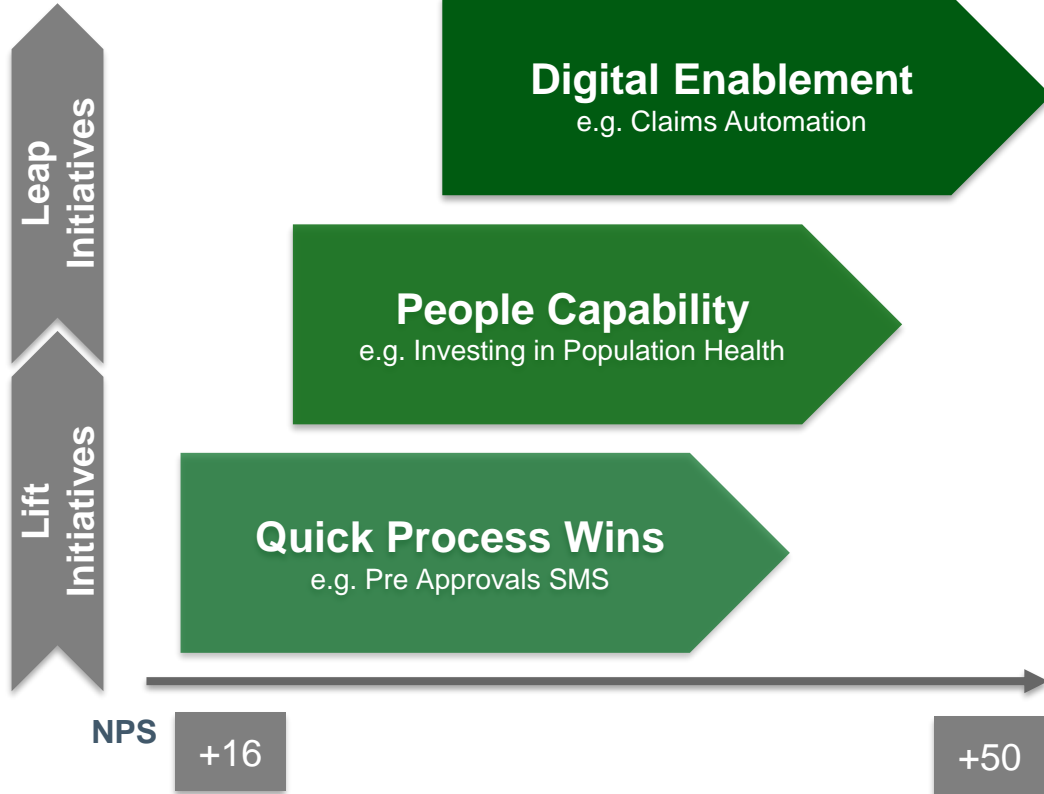 Leap
Initiatives
Digital Enablement
e.g. Claims Automation
People Capability
e.g. Investing in Population Health
Lift
Initiatives
Quick Process Wins
e.g. Pre Approvals SMS
NPS
+16
+50